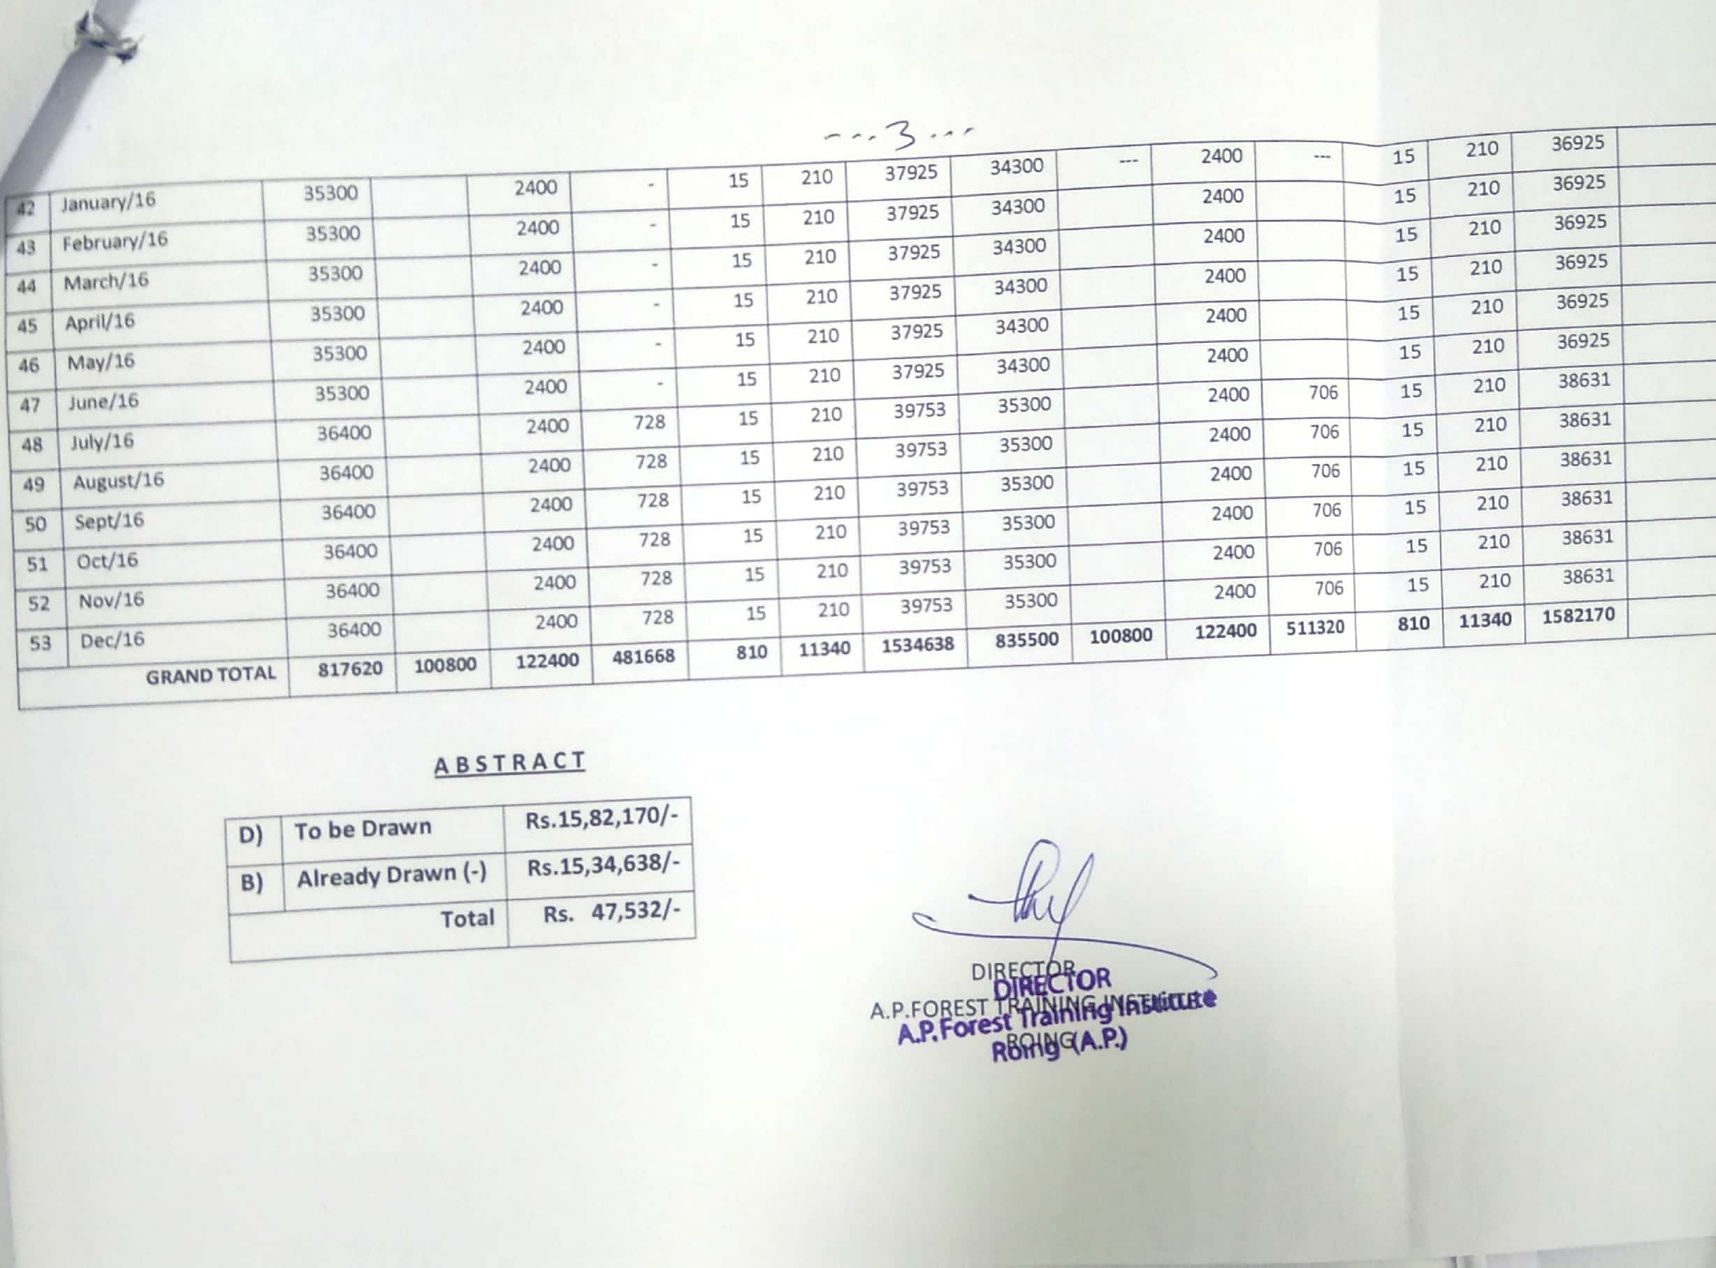 ---3---
42 January/16 35300 2400 - 15 210 37925 34300 --- 2400 --- 15 210 36925
43 February/16 35300 2400 - 15 210 37925 34300 2400 15 210 36925
44 March/16 35300 2400 - 15 210 37925 34300 2400 15 210 36925
45 April/16 35300 2400 - 15 210 37925 34300 2400 15 210 36925
46 May/16 35300 2400 - 15 210 37925 34300 2400 15 210 36925
47 June/16 35300 2400 - 15 210 37925 34300 2400 15 210 36925
48 July/16 36400 2400 728 15 210 39753 35300 2400 706 15 210 38631
49 August/16 36400 2400 728 15 210 39753 35300 2400 706 15 210 38631
50 Sept/16 36400 2400 728 15 210 39753 35300 2400 706 15 210 38631
51 Oct/16 36400 2400 728 15 210 39753 35300 2400 706 15 210 38631
52 Nov/16 36400 2400 728 15 210 39753 35300 2400 706 15 210 38631
53 Dec/16 36400 2400 728 15 210 39753 35300 2400 706 15 210 38631
GRAND TOTAL 817620 100800 122400 481668 810 11340 1534638 835500 100800 122400 511320 810 11340 1582170
ABSTRACT
D) To be Drawn Rs.15,82,170/-
B) Already Drawn (-) Rs.15,34,638/-
Total Rs. 47,532/-
DIRECTOR
DIRECTOR
A.P.FOREST TRAINING INSTITUTE
A.P.Forest Training Institute
ROING
Roing (A.P.)